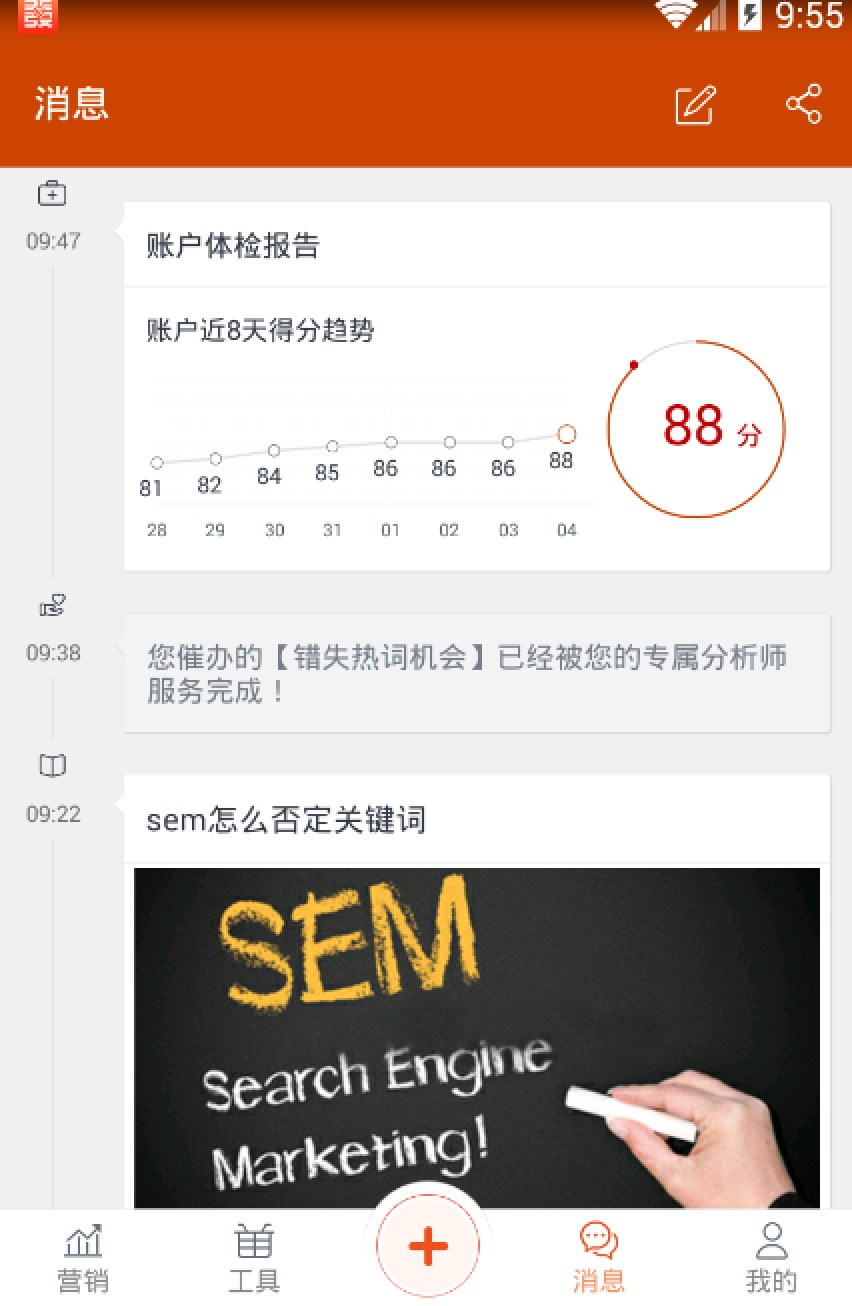 9:55
消息
09:47
账户体检报告
账户近8天得分趋势
81 82 84 85 86 86 86 88
28 29 30 31 01 02 03 04
88 分
09:38
您催办的【错失热词机会】已经被您的专属分析师
服务完成！
09:22
sem怎么否定关键词
SEM
Search Engine
Marketing!
营销 工具 消息 我的